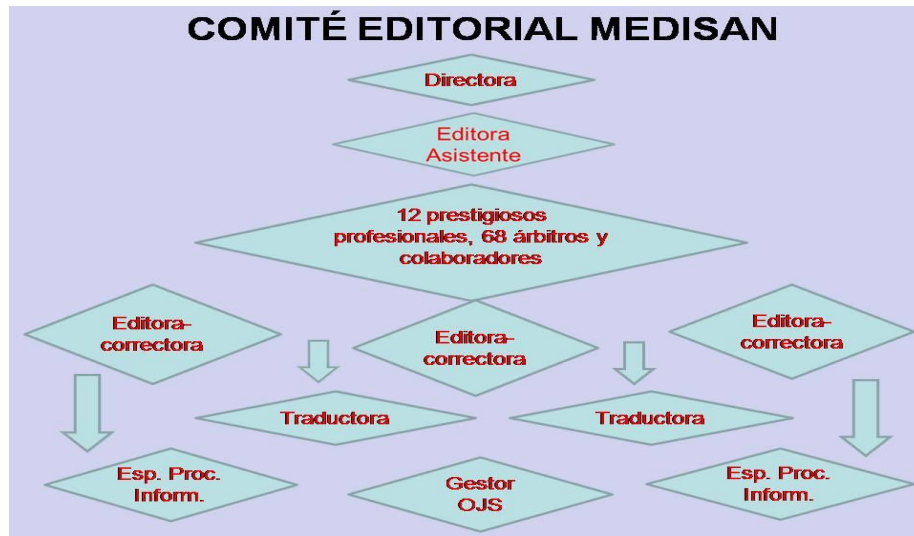 COMITÉ EDITORIAL MEDISAN
Directora
Editora
Asistente
12 prestigiosos
profesionales, 68 árbitros y
colaboradores
Editora-
correctora
Editora-
correctora
Editora-
correctora
Traductora
Traductora
Esp. Proc.
Inform.
Gestor
OJS
Esp. Proc.
Inform.